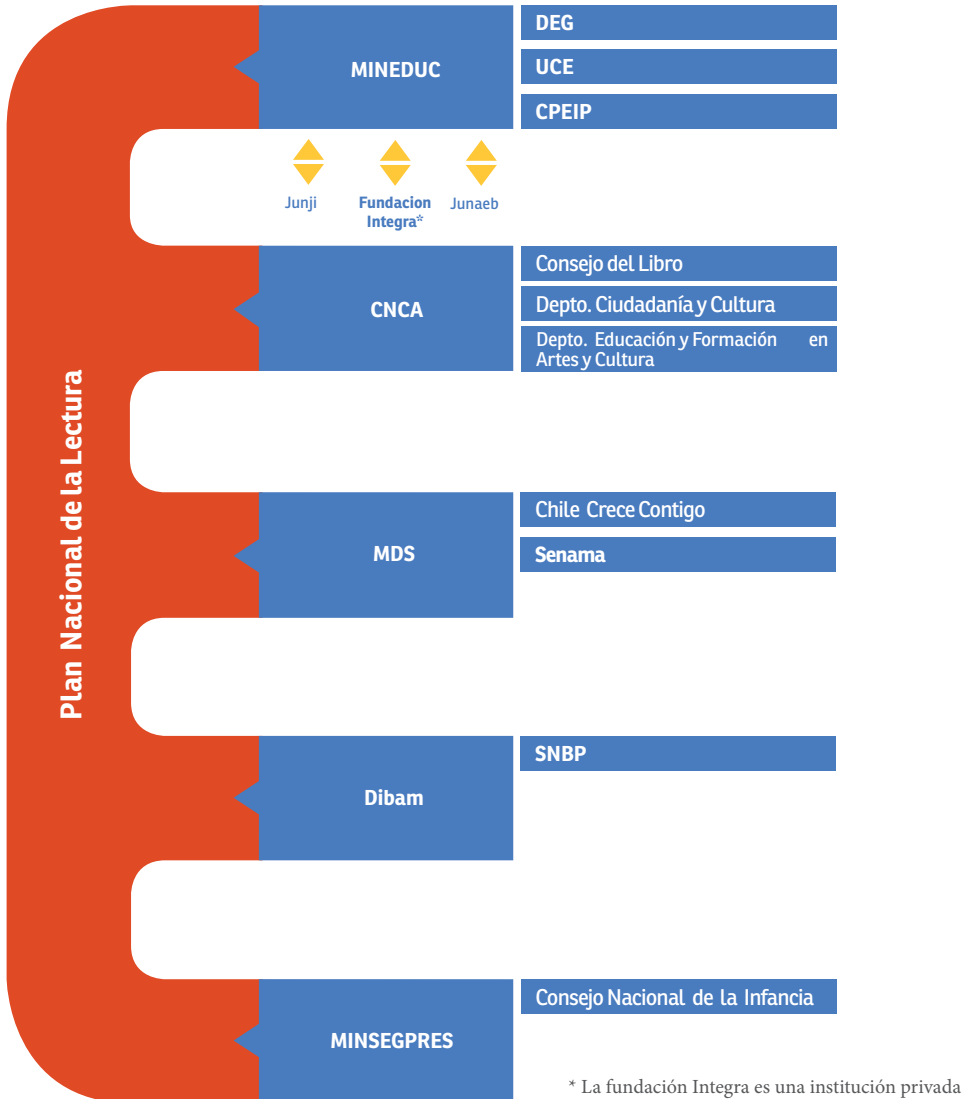 Plan Nacional de la Lectura
MINEDUC
DEG
UCE
CPEIP
Junji
Fundacion
Integra*
Junaeb
CNCA
Consejo del Libro
Depto. Ciudadanía y Cultura
Depto. Educación y Formación en
Artes y Cultura
MDS
Chile Crece Contigo
Senama
Dibam
SNBP
MINSEGPRES
Consejo Nacional de la Infancia
* La fundación Integra es una institución privada